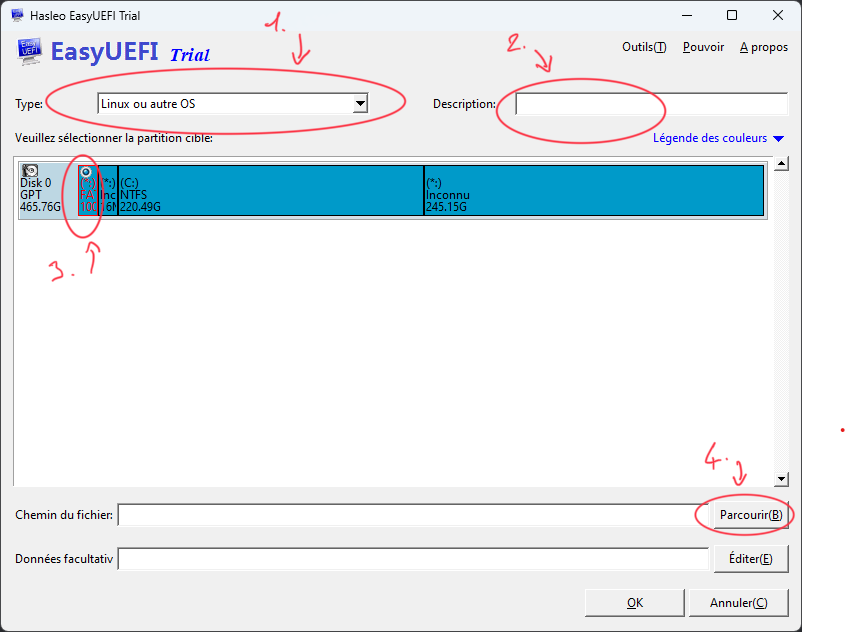 Hasleo EasyUEFI Trial
1.
EasyUEFI Trial
2.
Outils(T) Pouvoir A propos
Type: Linux ou autre OS Description:
Veuillez sélectionner la partition cible: Légende des couleurs
Disk 0 (*:) (*:) (C:) (*:)
GPT FA Inc NTFS Inconnu
465.76G 100 16M 220.49G 245.15G
3.
4.
Chemin du fichier: Parcourir(B)
Données facultativ Éditer(E)
OK Annuler(C)